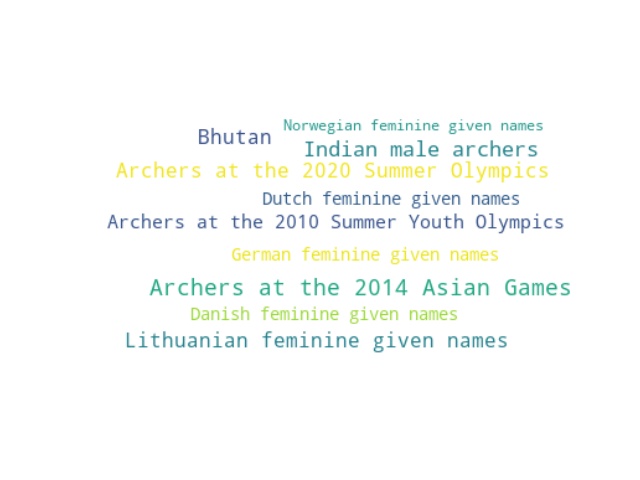 Norwegian feminine given names
Bhutan
Indian male archers
Archers at the 2020 Summer Olympics
Dutch feminine given names
Archers at the 2010 Summer Youth Olympics
German feminine given names
Archers at the 2014 Asian Games
Danish feminine given names
Lithuanian feminine given names